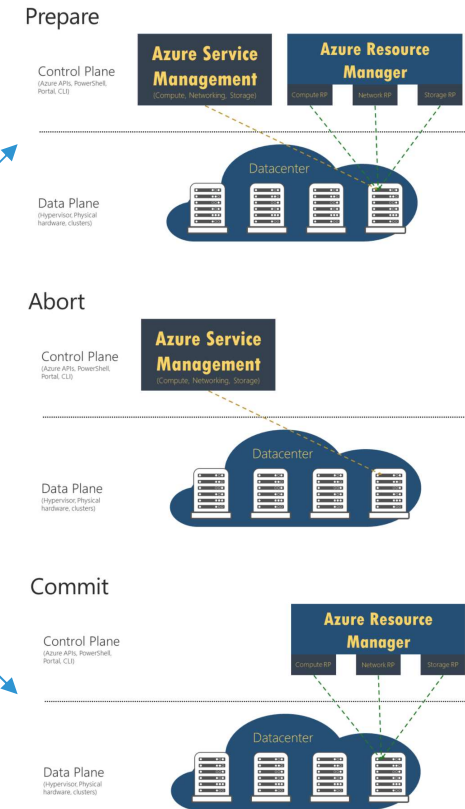 Prepare
Control Plane
(Azure APIs, PowerShell,
Portal, CLI)
Azure Service
Management
(Compute, Networking, Storage)
Azure Resource
Manager
Compute RP
Network RP
Storage RP
Datacenter
Data Plane
(Hypervisor, Physical
hardware, clusters)
Abort
Control Plane
(Azure APIs, PowerShell,
Portal, CLI)
Azure Service
Management
(Compute, Networking, Storage)
Datacenter
Data Plane
(Hypervisor, Physical
hardware, clusters)
Commit
Control Plane
(Azure APIs, PowerShell,
Portal, CLI)
Azure Resource
Manager
Compute RP
Network RP
Storage RP
Datacenter
Data Plane
(Hypervisor, Physical
hardware, clusters)